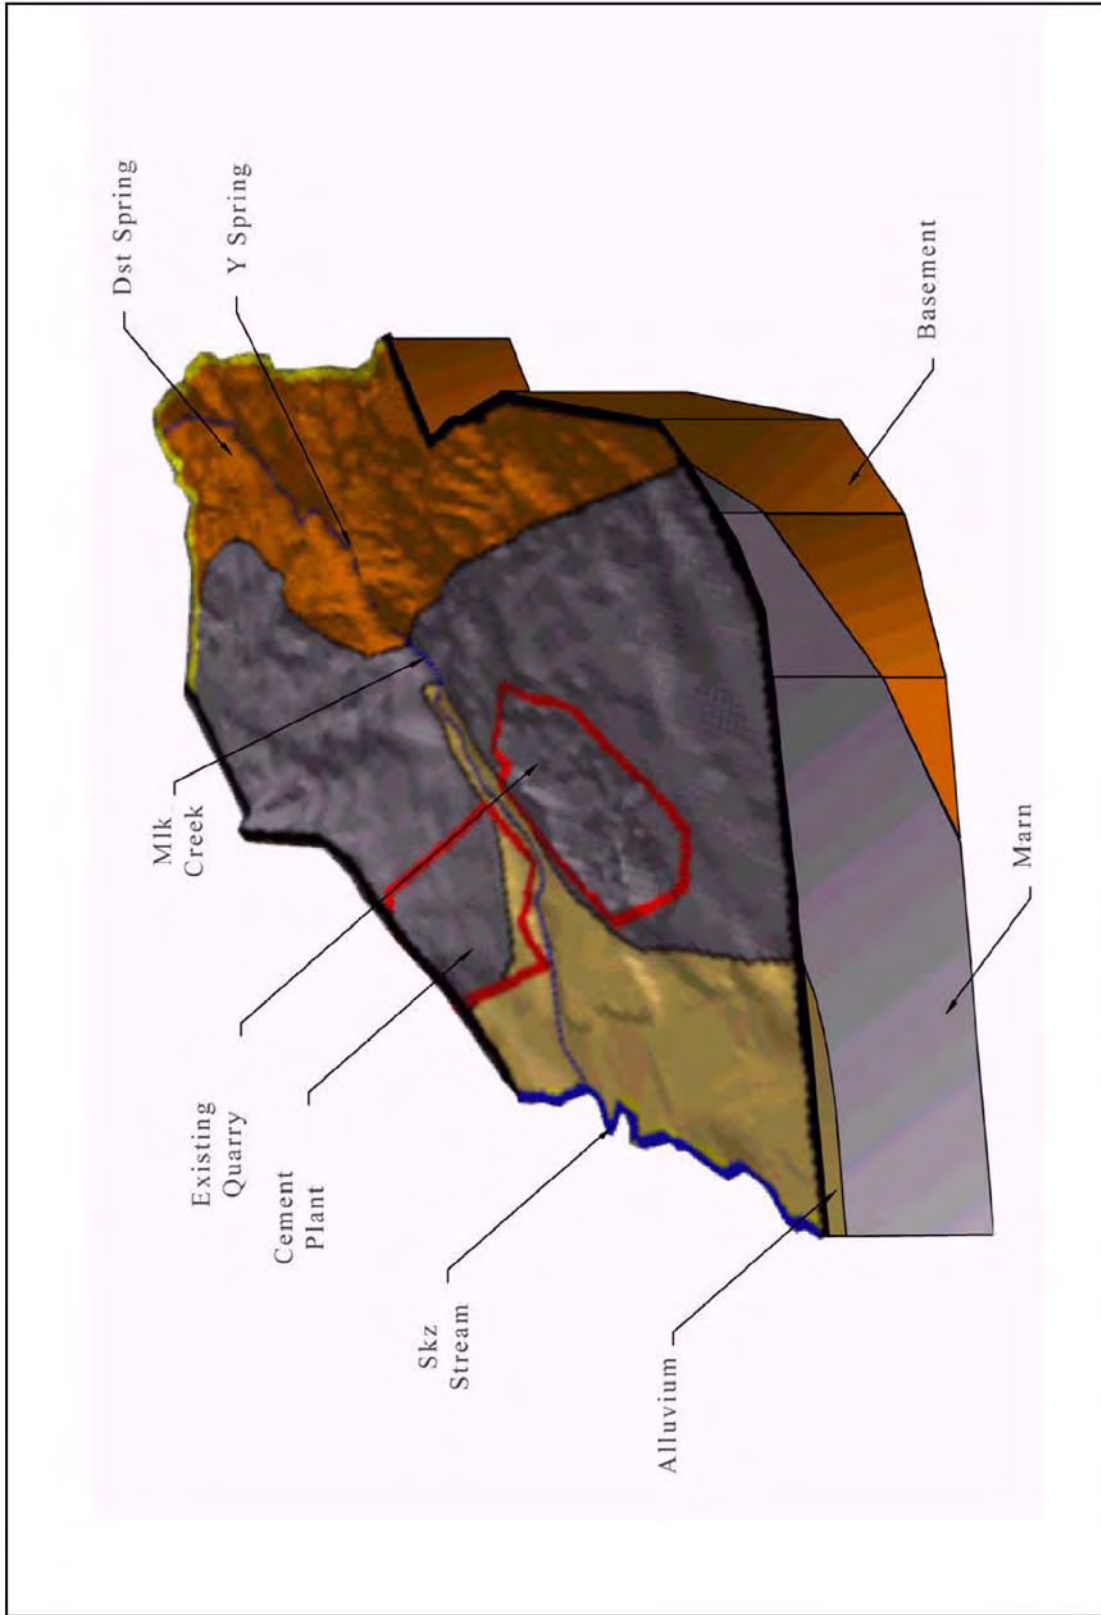 Dst Spring
Y Spring
Mlk
Creek
Existing
Quarry
Cement
Plant
Skz
Stream
Alluvium
Basement
Marn